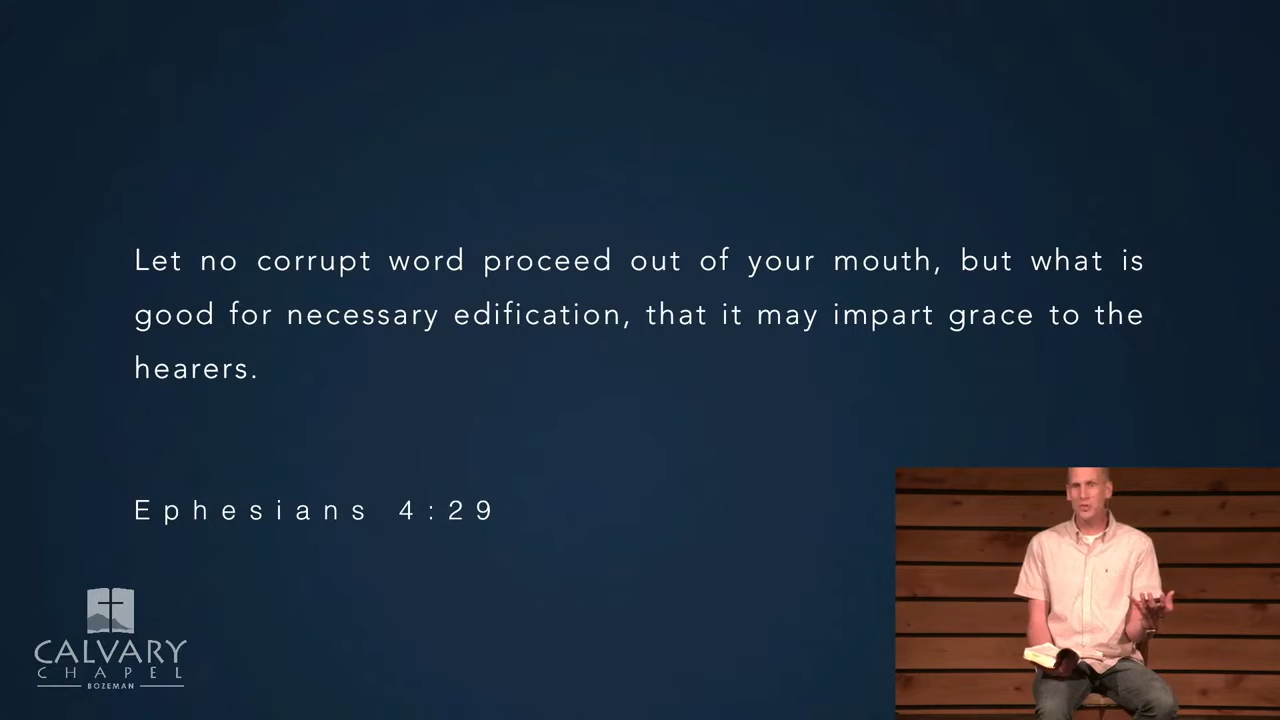 Let no corrupt word proceed out of your mouth, but what is
good for necessary edification, that it may impart grace to the
hearers.
Ephesians 4:29
CALVARY
CHAPEL
BOZEMAN